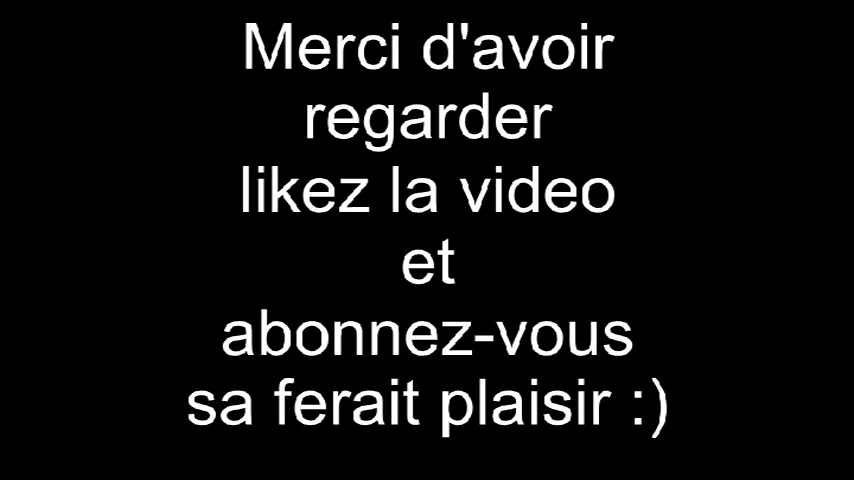 Merci d'avoir
regarder
likez la video
et
abonnez-vous
sa ferait plaisir :)